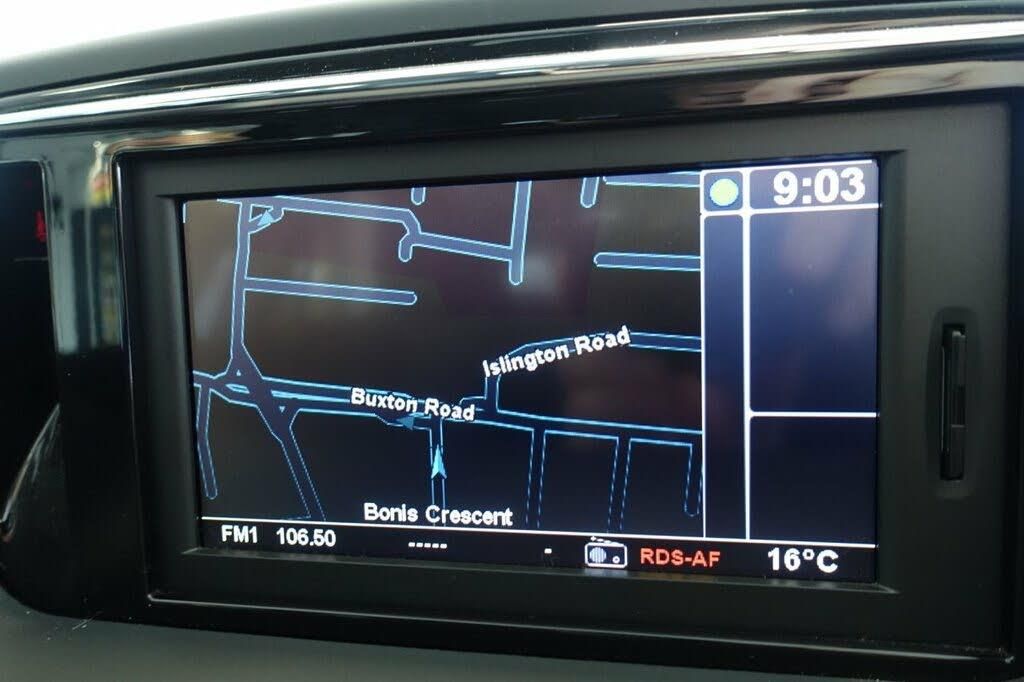 9:03
Islington Road
Buxton Road
Bonis Crescent
FM1 106.50
-----
RDS-AF 16°C